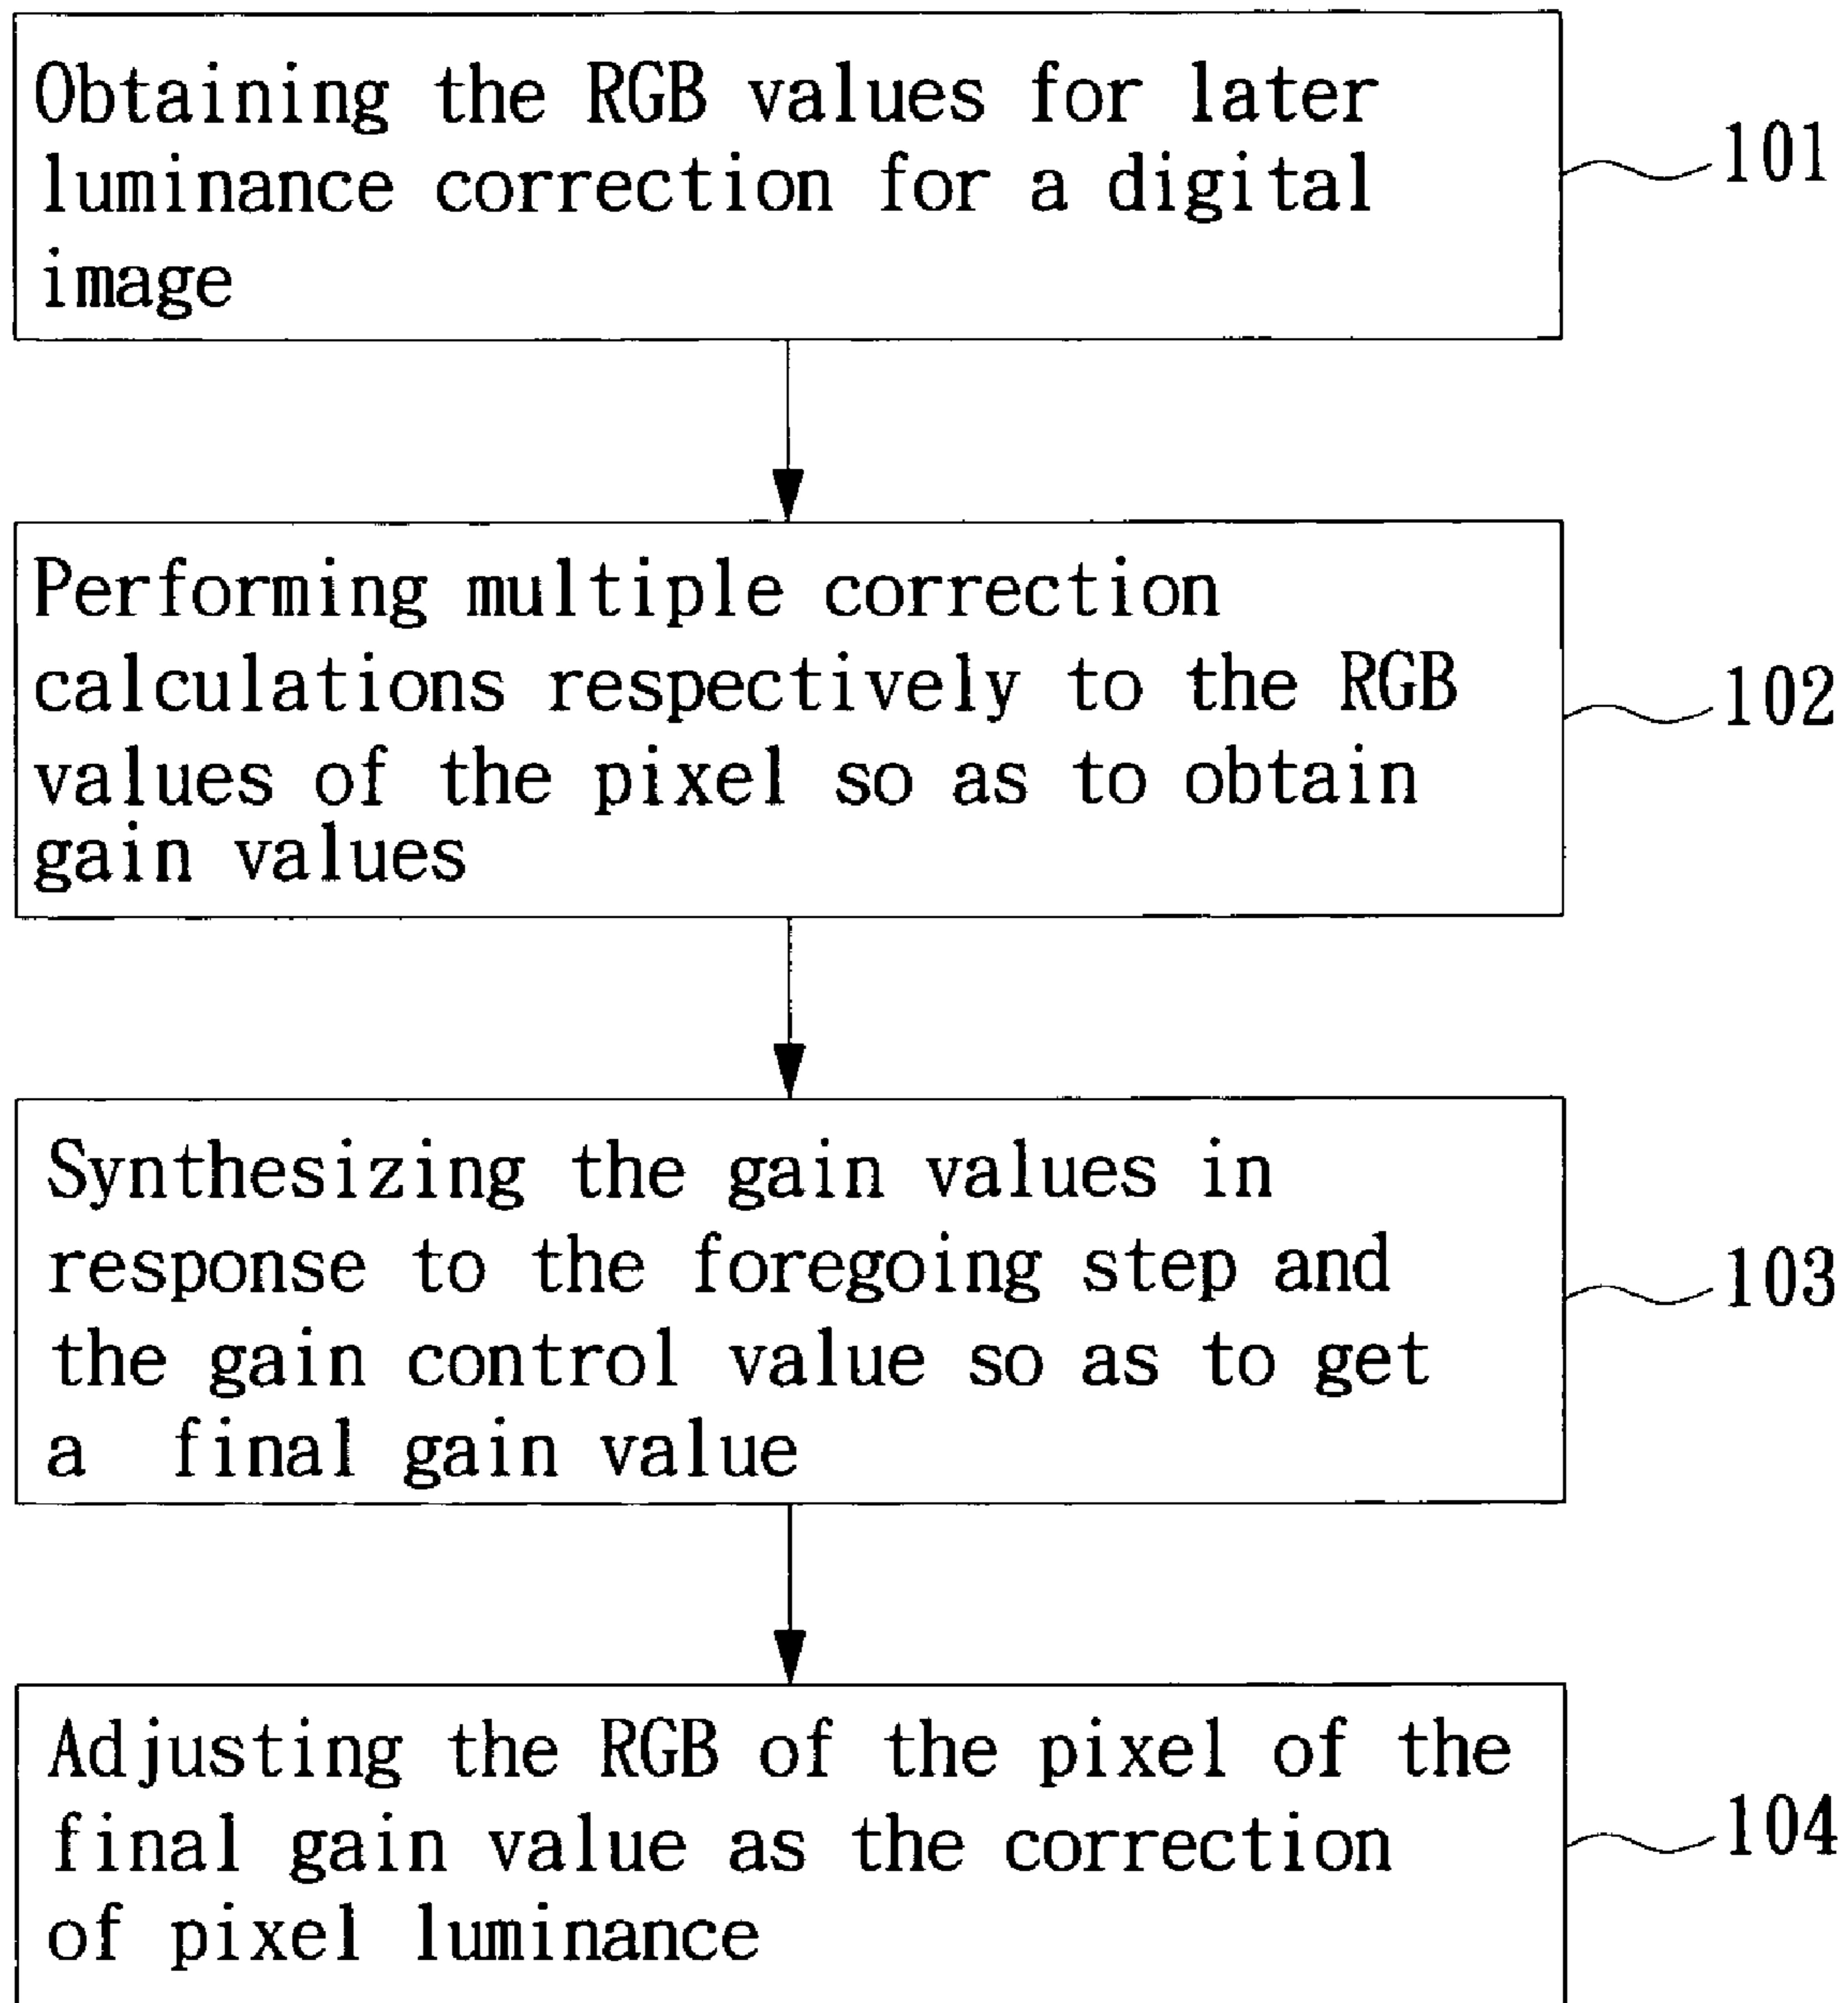 Obtaining the RGB values for later
luminance correction for a digital
image
101
Performing multiple correction
calculations respectively to the RGB
values of the pixel so as to obtain
gain values
102
Synthesizing the gain values in
response to the foregoing step and
the gain control value so as to get
a final gain value
103
Adjusting the RGB of the pixel of the
final gain value as the correction
of pixel luminance
104